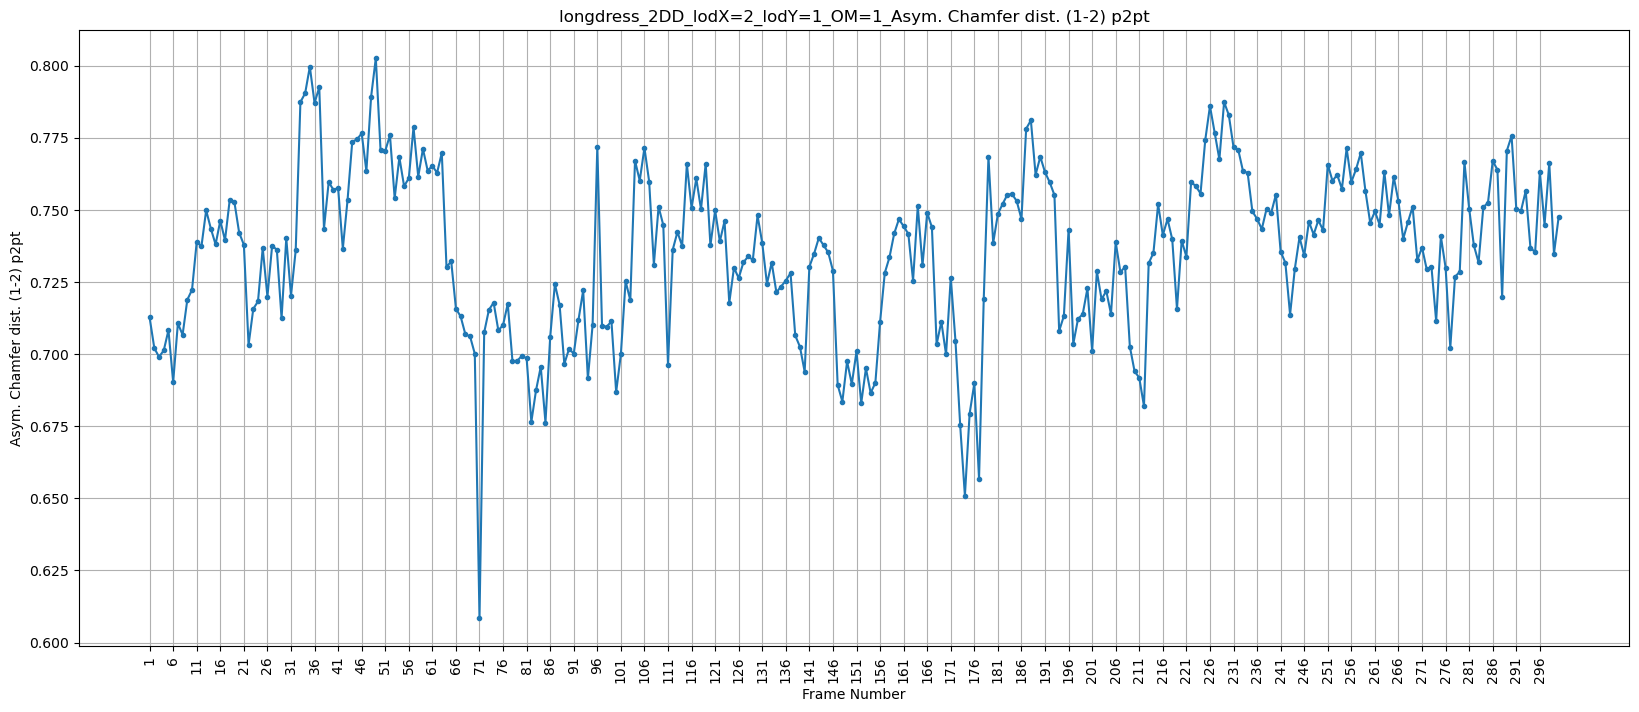 longdress_2DD_lodX=2_lodY=1_OM=1_Asym. Chamfer dist. (1-2) p2pt
Asym. Chamfer dist. (1-2) p2pt
0.800
0.775
0.750
0.725
0.700
0.675
0.650
0.625
0.600
1 6 11 16 21 26 31 36 41 46 51 56 61 66 71 76 81 86 91 96 101 106 111 116 121 126 131 136 141 146 151 156 161 166 171 176 181 186 191 196 201 206 211 216 221 226 231 236 241 246 251 256 261 266 271 276 281 286 291 296
Frame Number